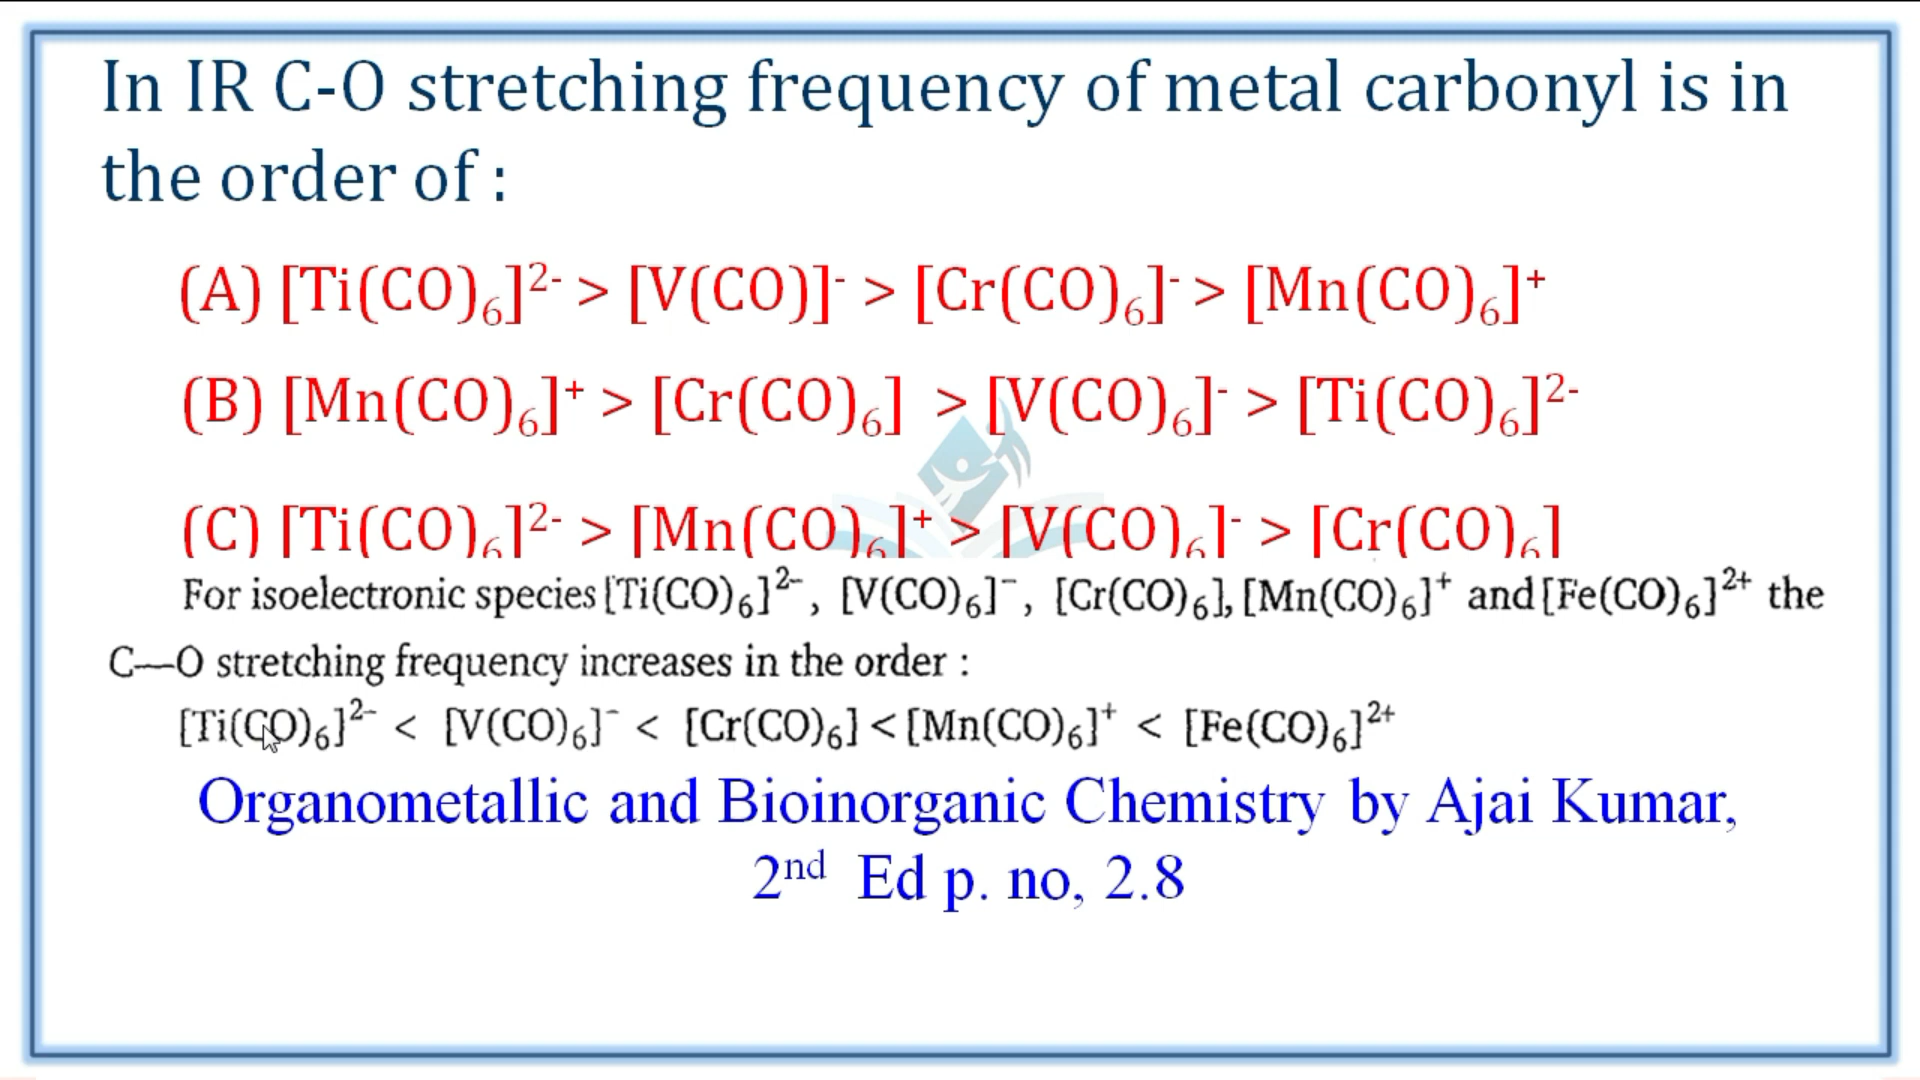 In IR C-O stretching frequency of metal carbonyl is in
the order of :
(A) [Ti(CO)₆]²⁻ > [V(CO)]⁻ > [Cr(CO)₆]⁻ > [Mn(CO)₆]⁺
(B) [Mn(CO)₆]⁺ > [Cr(CO)₆] > [V(CO)₆]⁻ > [Ti(CO)₆]²⁻
(C) [Ti(CO)₆]²⁻ > [Mn(CO)₆]⁺ > [V(CO)₆]⁻ > [Cr(CO)₆]
For isoelectronic species [Ti(CO)₆]²⁻, [V(CO)₆]⁻, [Cr(CO)₆], [Mn(CO)₆]⁺ and [Fe(CO)₆]²⁺ the
C—O stretching frequency increases in the order :
[Ti(CO)₆]²⁻ < [V(CO)₆]⁻ < [Cr(CO)₆] < [Mn(CO)₆]⁺ < [Fe(CO)₆]²⁺
Organometallic and Bioinorganic Chemistry by Ajai Kumar,
2ⁿᵈ Ed p. no, 2.8